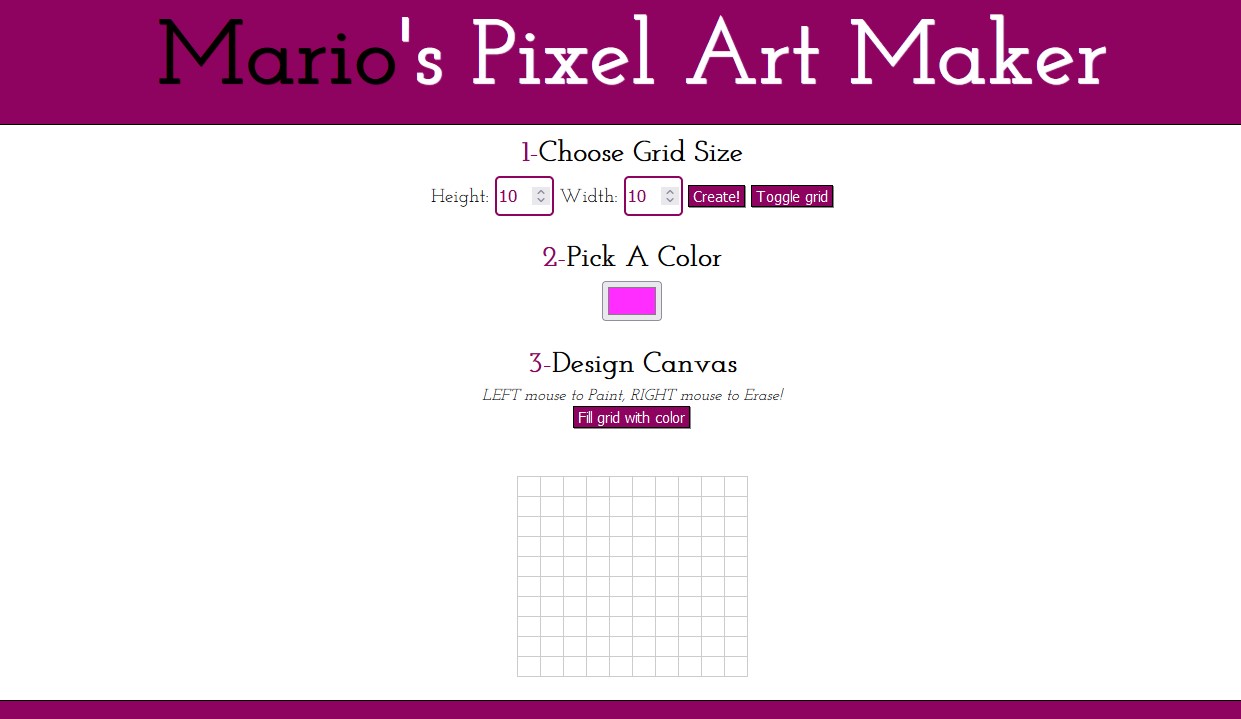 Mario's Pixel Art Maker
1-Choose Grid Size
Height: 10 Width: 10 Create! Toggle grid
2-Pick A Color
3-Design Canvas
LEFT mouse to Paint, RIGHT mouse to Erase!
Fill grid with color